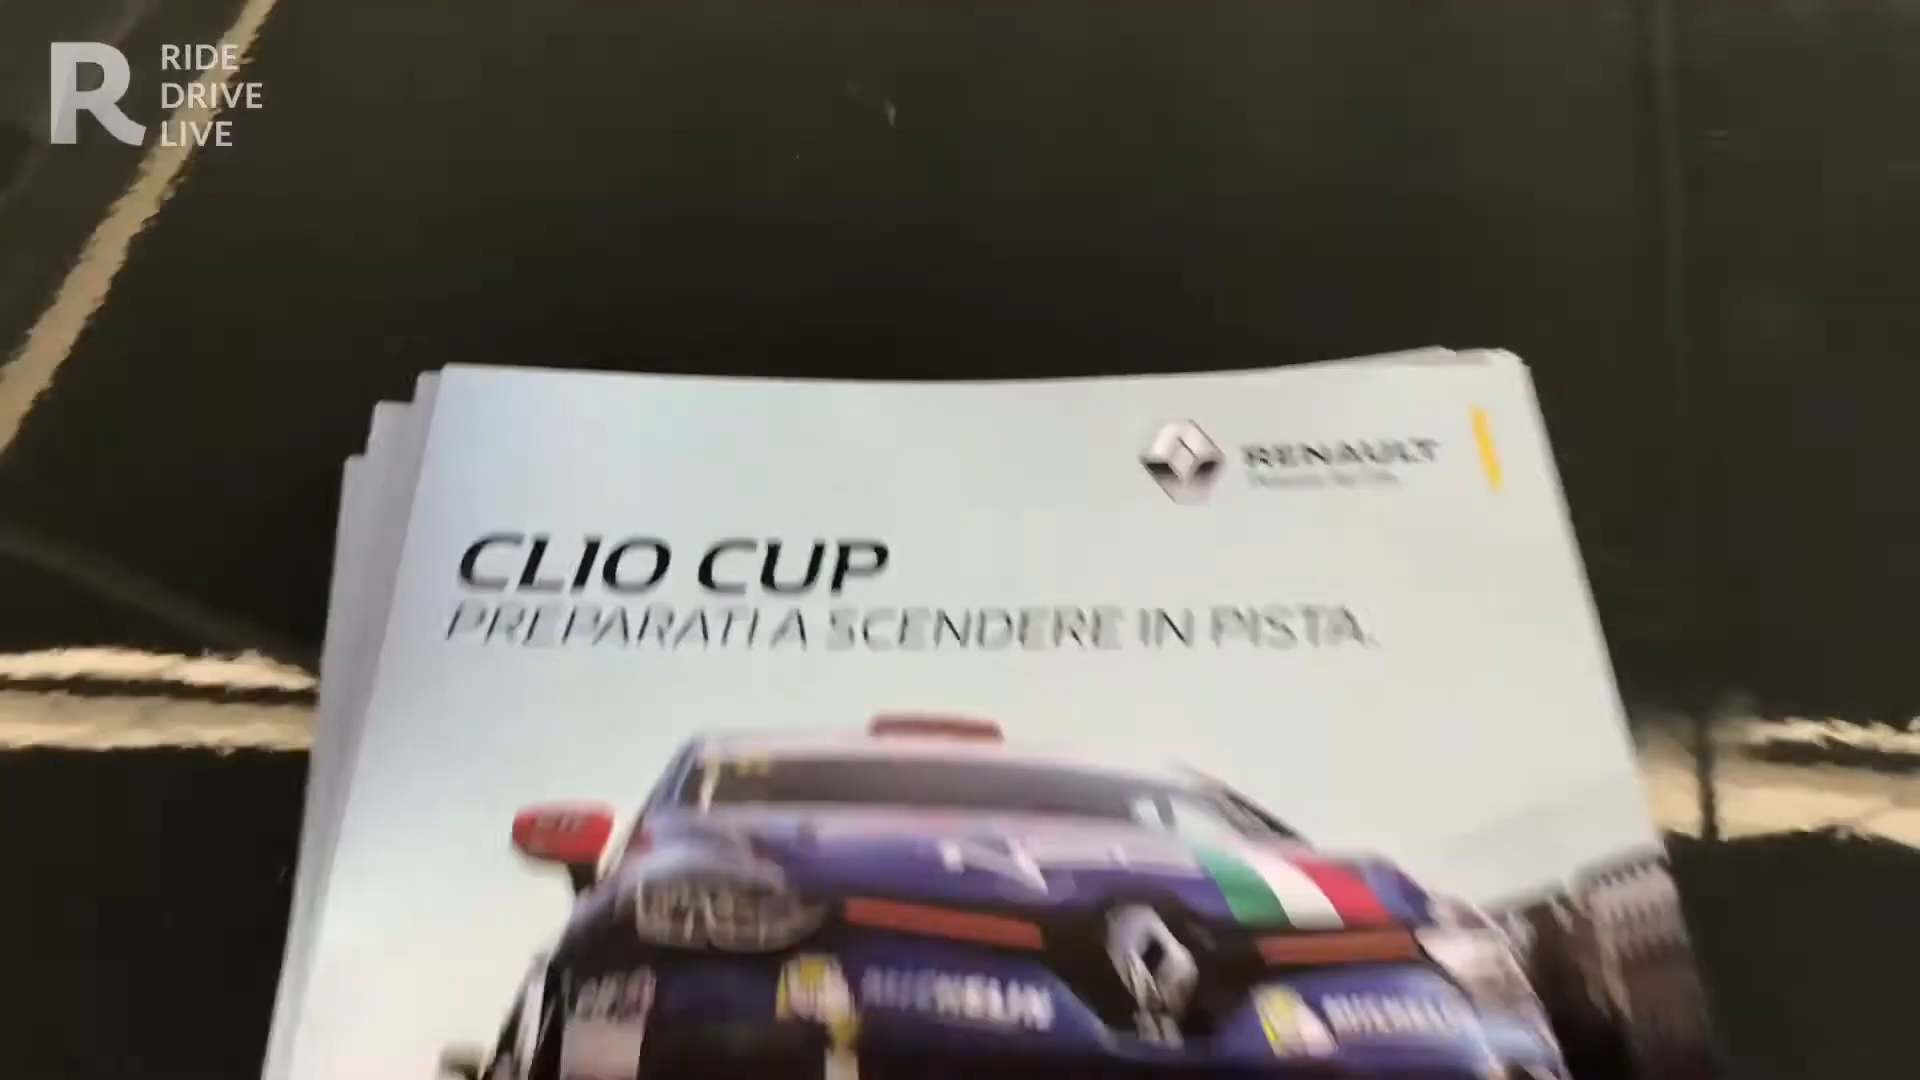 RIDE
DRIVE
LIVE
RENAULT
CLIO CUP
PREPARATI A SCENDERE IN PISTA.
MICHELIN
MICHELIN